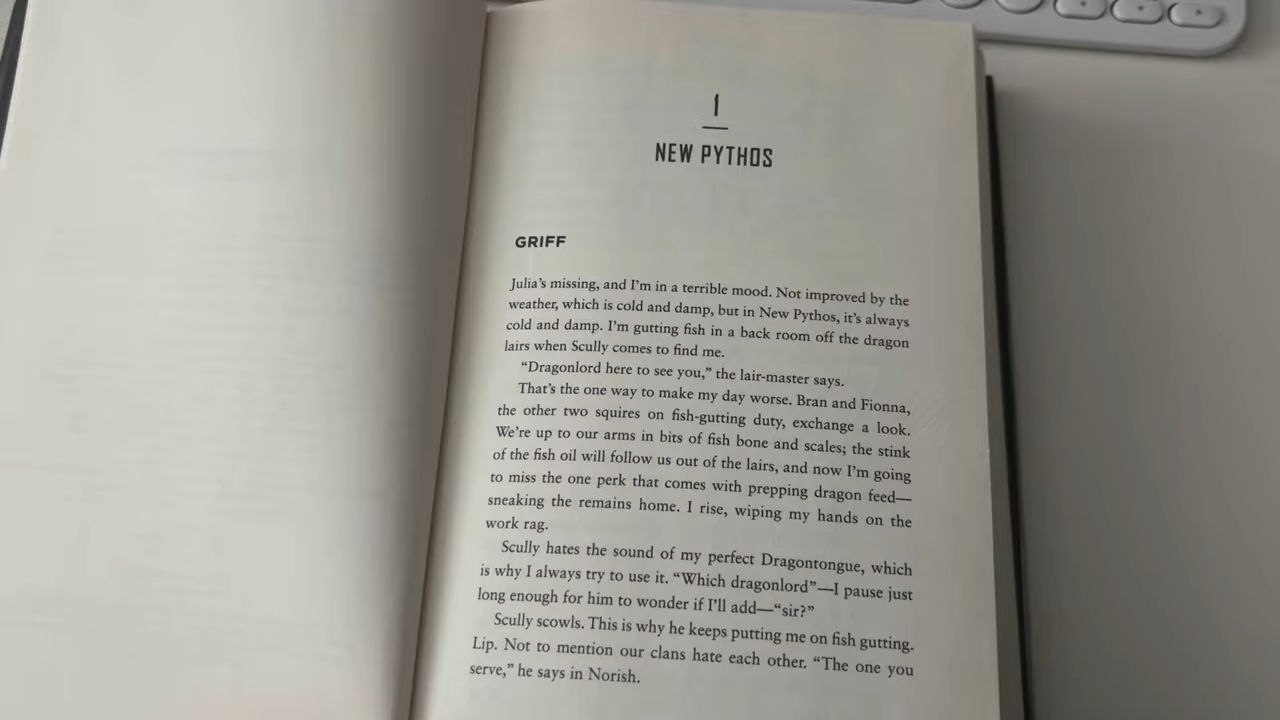 1
NEW PYTHOS
GRIFF
Julia's missing, and I'm in a terrible mood. Not improved by the
weather, which is cold and damp, but in New Pythos, it's always
cold and damp. I'm gutting fish in a back room off the dragon
lairs when Scully comes to find me.
“Dragonlord here to see you,” the lair-master says.
That's the one way to make my day worse. Bran and Fionna,
the other two squires on fish-gutting duty, exchange a look.
We're up to our arms in bits of fish bone and scales; the stink
of the fish oil will follow us out of the lairs, and now I'm going
to miss the one perk that comes with prepping dragon feed—
sneaking the remains home. I rise, wiping my hands on the
work rag.
Scully hates the sound of my perfect Dragontongue, which
is why I always try to use it. “Which dragonlord”—I pause just
long enough for him to wonder if I'll add—“sir?”
Scully scowls. This is why he keeps putting me on fish gutting.
Lip. Not to mention our clans hate each other. “The one you
serve,” he says in Norish.